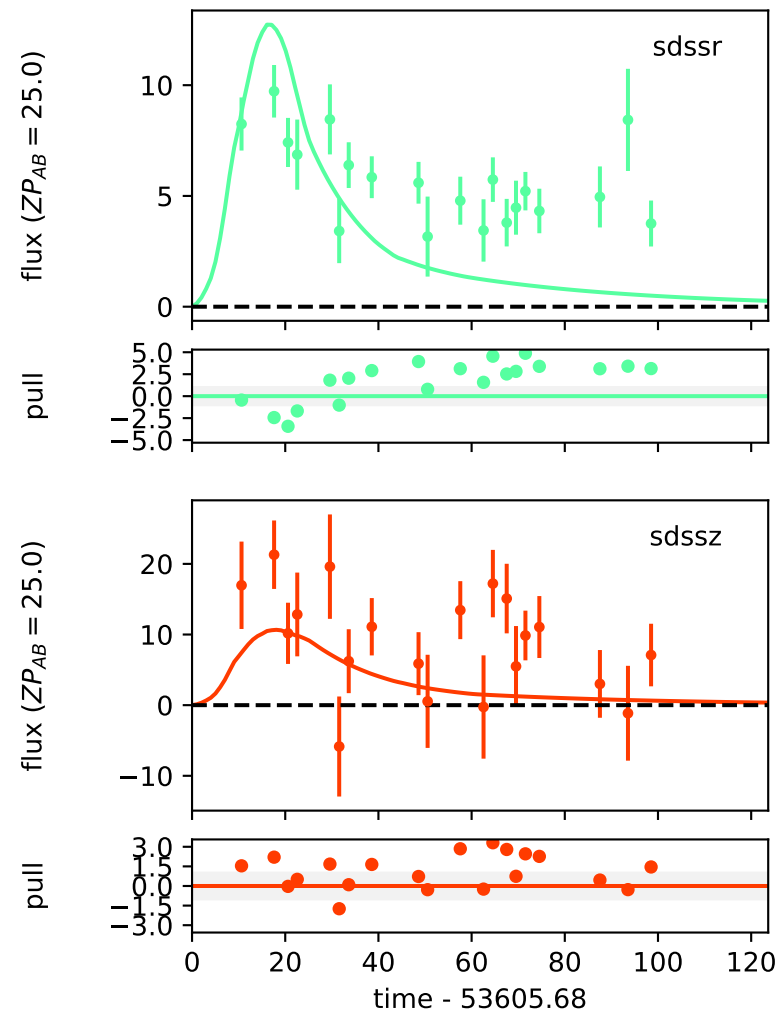 sdssr
flux (ZP_AB = 25.0)
10
5
0
pull
5.0
2.5
0.0
−2.5
−5.0
sdssz
flux (ZP_AB = 25.0)
20
10
0
−10
pull
3.0
1.5
0.0
−1.5
−3.0
0 20 40 60 80 100 120
time - 53605.68